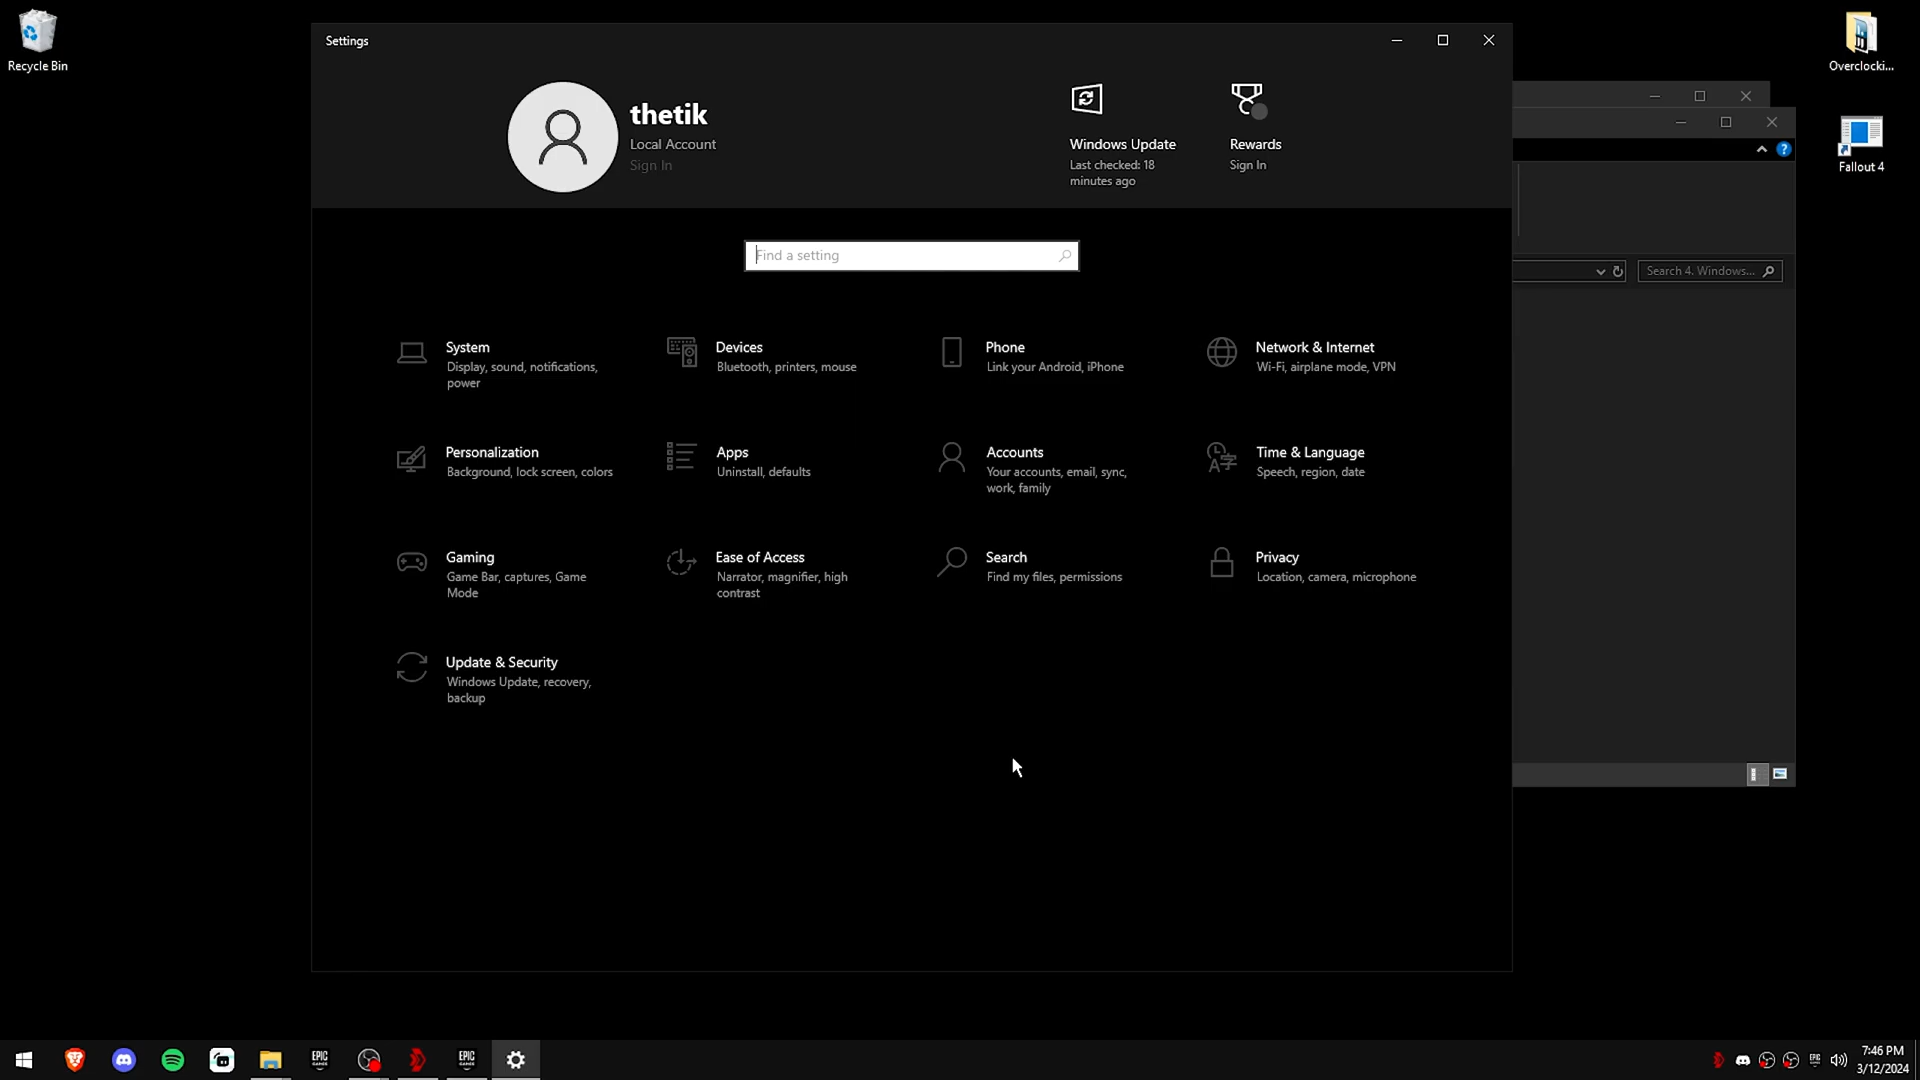 Recycle Bin
Settings
thetik
Local Account
Sign In
Windows Update
Last checked: 18
minutes ago
Rewards
Sign In
Find a setting
System
Display, sound, notifications,
power
Devices
Bluetooth, printers, mouse
Phone
Link your Android, iPhone
Network & Internet
Wi-Fi, airplane mode, VPN
Personalization
Background, lock screen, colors
Apps
Uninstall, defaults
Accounts
Your accounts, email, sync,
work, family
Time & Language
Speech, region, date
Gaming
Game Bar, captures, Game
Mode
Ease of Access
Narrator, magnifier, high
contrast
Search
Find my files, permissions
Privacy
Location, camera, microphone
Update & Security
Windows Update, recovery,
backup
Search 4. Windows...
Overclocki...
Fallout 4
EPIC
GAMES
EPIC
GAMES
EPIC
7:46 PM
3/12/2024